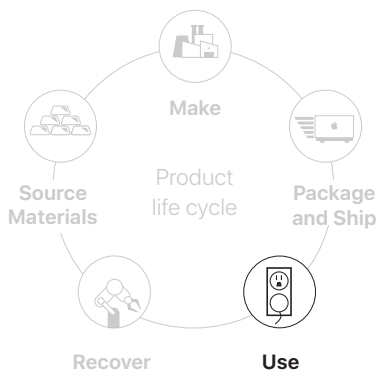 Make
Source
Materials
Product
life cycle
Package
and Ship
Recover
Use